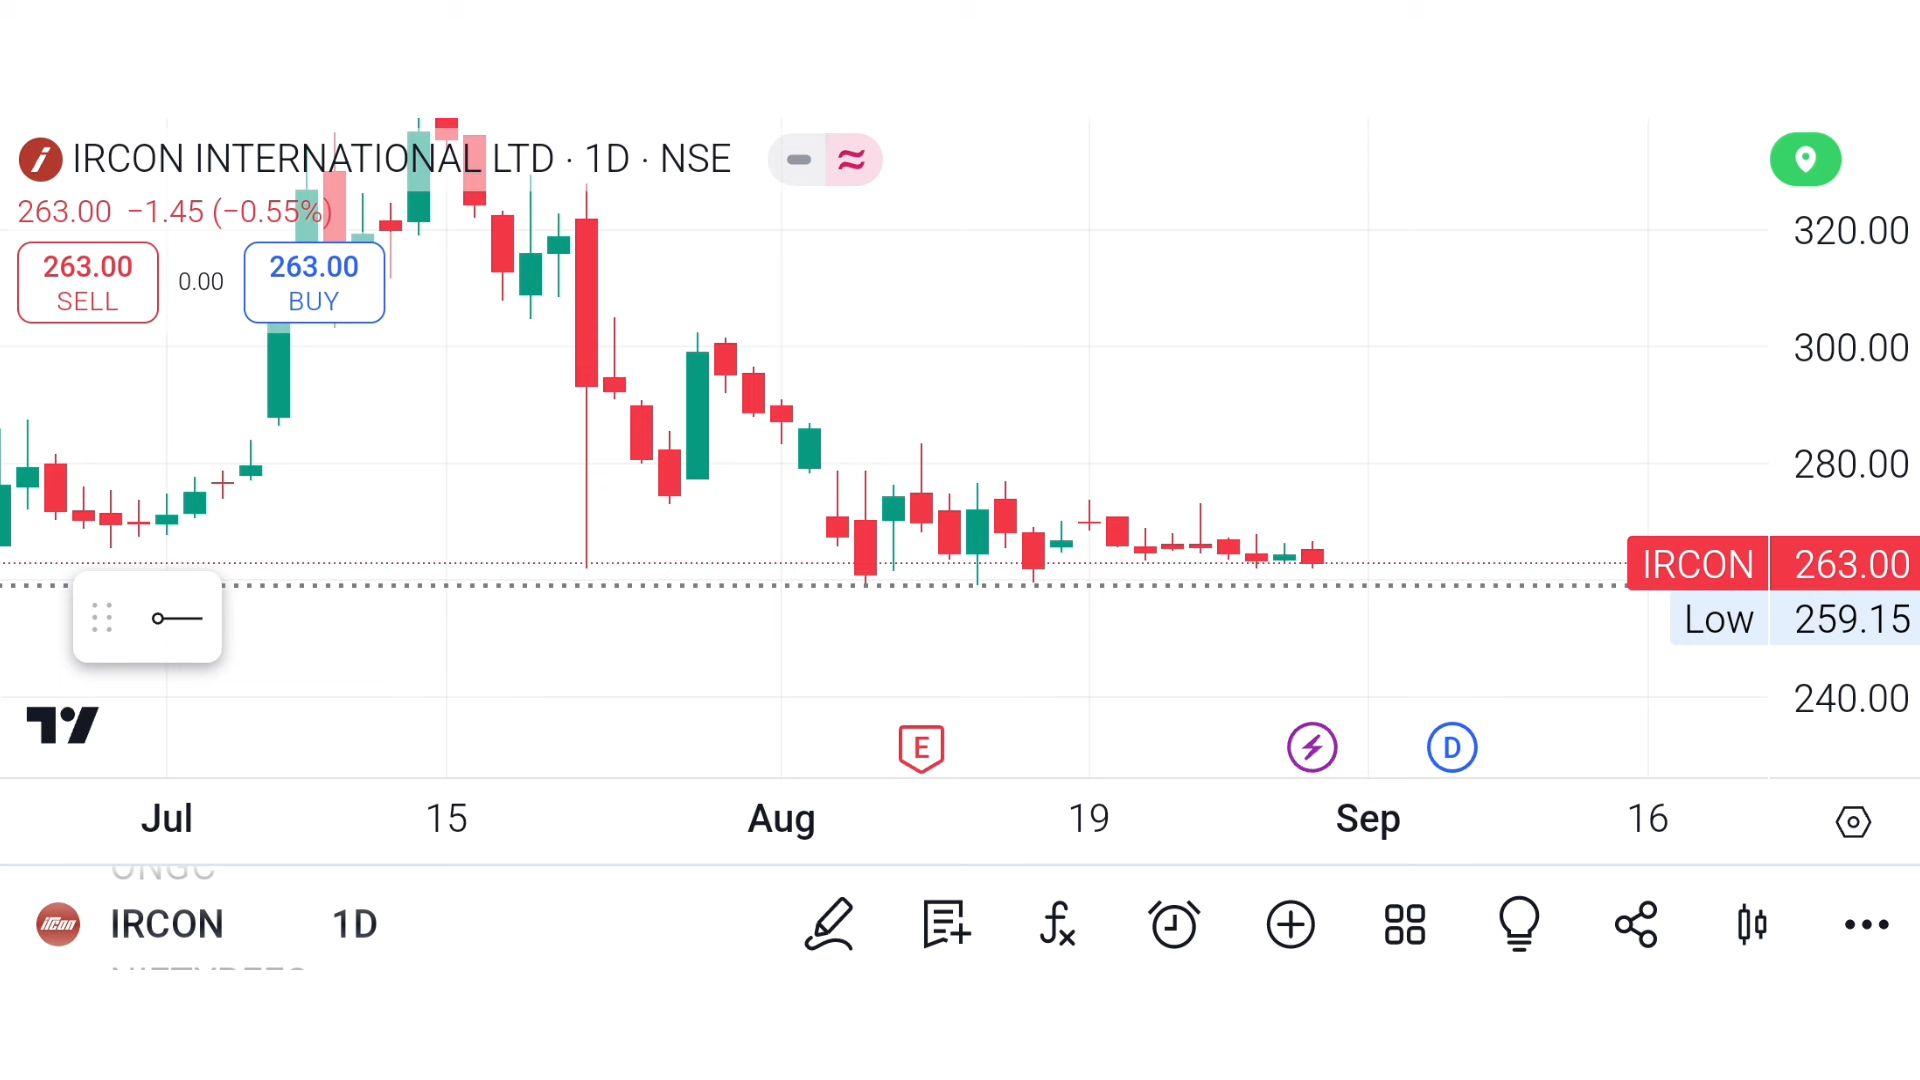 IRCON INTERNATIONAL LTD · 1D · NSE
263.00 −1.45 (−0.55%)
263.00
SELL
0.00
263.00
BUY
320.00
300.00
280.00
IRCON 263.00
Low 259.15
240.00
E
D
Jul 15 Aug 19 Sep 16
ONGC
IRCON 1D